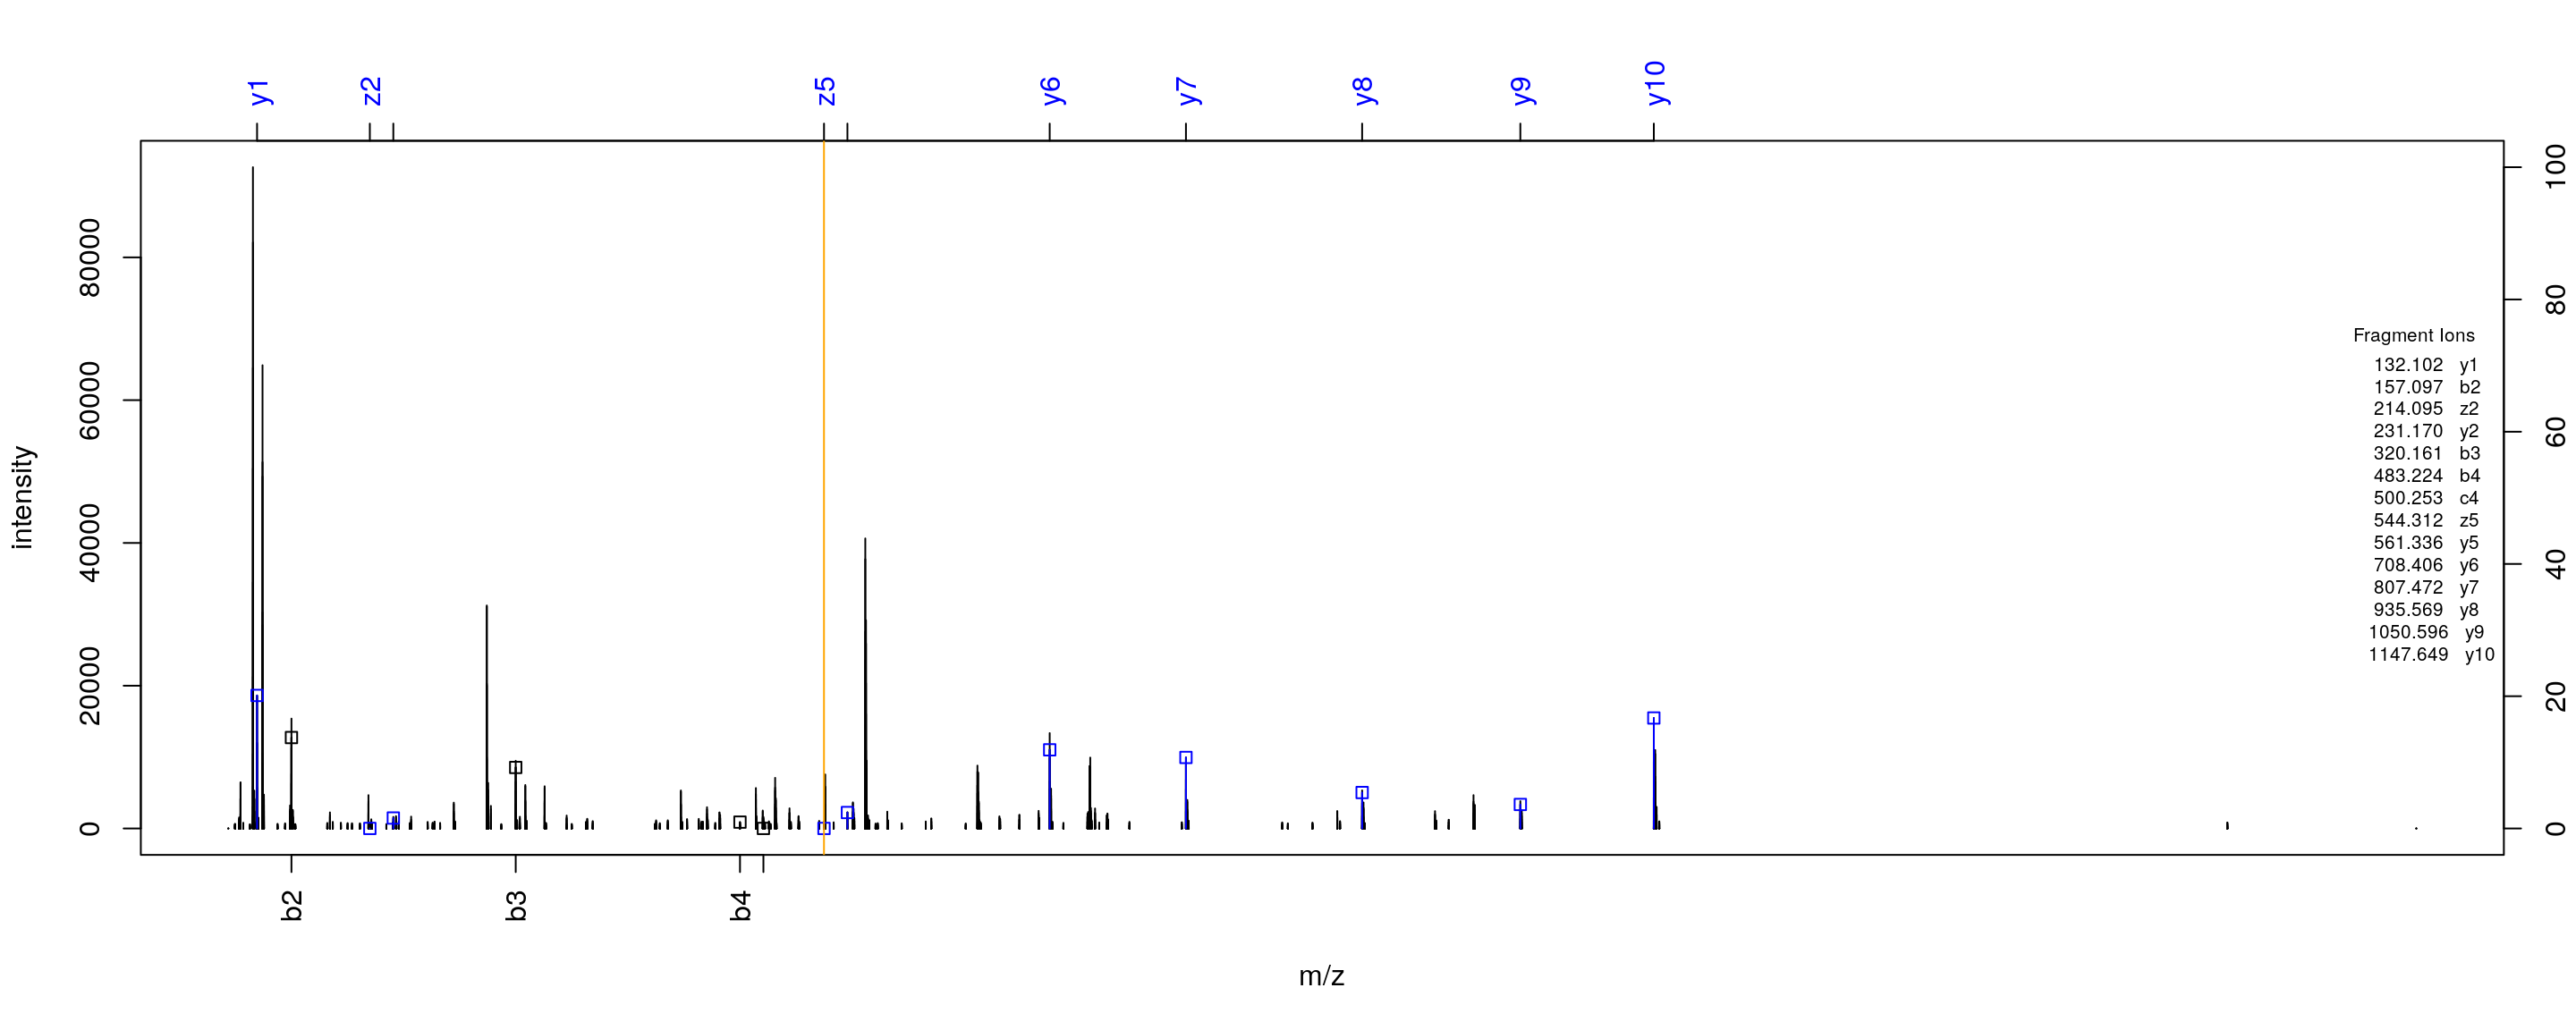 y1 z2 z5 y6 y7 y8 y9 y10
intensity
0 20000 40000 60000 80000
0 20 40 60 80 100
Fragment Ions
132.102 y1
157.097 b2
214.095 z2
231.170 y2
320.161 b3
483.224 b4
500.253 c4
544.312 z5
561.336 y5
708.406 y6
807.472 y7
935.569 y8
1050.596 y9
1147.649 y10
b2 b3 b4
m/z